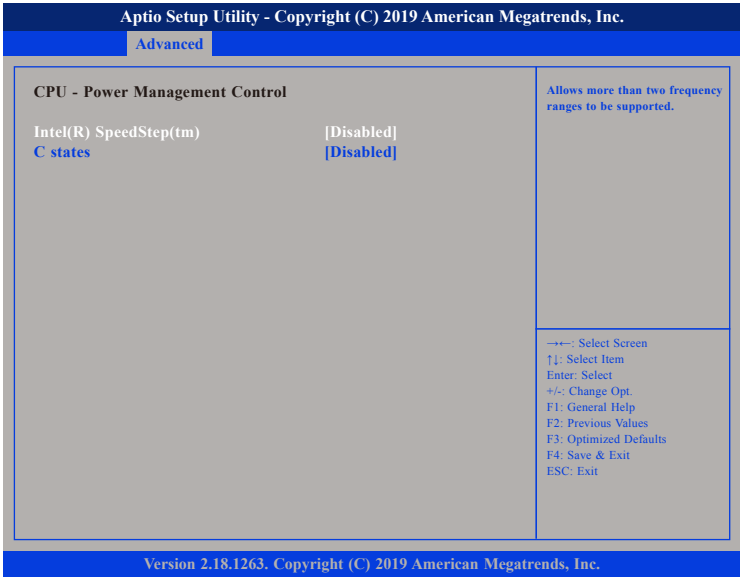 Aptio Setup Utility - Copyright (C) 2019 American Megatrends, Inc.
Advanced
CPU - Power Management Control
Intel(R) SpeedStep(tm) [Disabled]
C states [Disabled]
Allows more than two frequency
ranges to be supported.
→←: Select Screen
↑↓: Select Item
Enter: Select
+/-: Change Opt.
F1: General Help
F2: Previous Values
F3: Optimized Defaults
F4: Save & Exit
ESC: Exit
Version 2.18.1263. Copyright (C) 2019 American Megatrends, Inc.